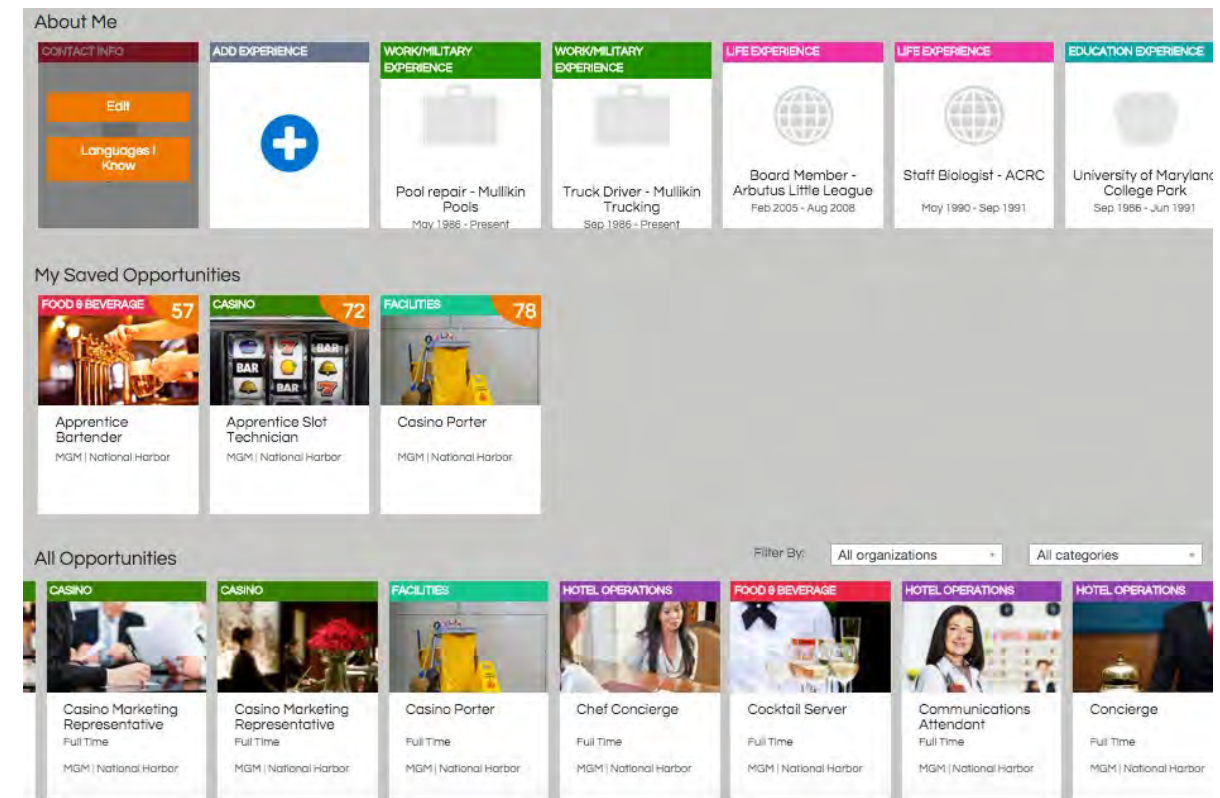 About Me
CONTACT INFO
Edit
Languages I
Know
ADD EXPERIENCE
WORK/MILITARY
EXPERIENCE
Pool repair - Mullikin
Pools
May 1986 - Present
WORK/MILITARY
EXPERIENCE
Truck Driver - Mullikin
Trucking
Sep 1986 - Present
LIFE EXPERIENCE
Board Member -
Arbutus Little League
Feb 2005 - Aug 2008
LIFE EXPERIENCE
Staff Biologist - ACRC
May 1990 - Sep 1991
EDUCATION EXPERIENCE
University of Maryland
College Park
Sep 1986 - Jun 1991
My Saved Opportunities
FOOD & BEVERAGE 57
Apprentice
Bartender
MGM | National Harbor
CASINO 72
BAR
BAR
BAR
Apprentice Slot
Technician
MGM | National Harbor
FACILITIES 78
Casino Porter
MGM | National Harbor
All Opportunities
Filter By: All organizations All categories
CASINO
Casino Marketing
Representative
Full Time
MGM | National Harbor
CASINO
Casino Marketing
Representative
Full Time
MGM | National Harbor
FACILITIES
Casino Porter
Full Time
MGM | National Harbor
HOTEL OPERATIONS
Chef Concierge
Full Time
MGM | National Harbor
FOOD & BEVERAGE
Cocktail Server
Full Time
MGM | National Harbor
HOTEL OPERATIONS
Communications
Attendant
Full Time
MGM | National Harbor
HOTEL OPERATIONS
Concierge
Full Time
MGM | National Harbor